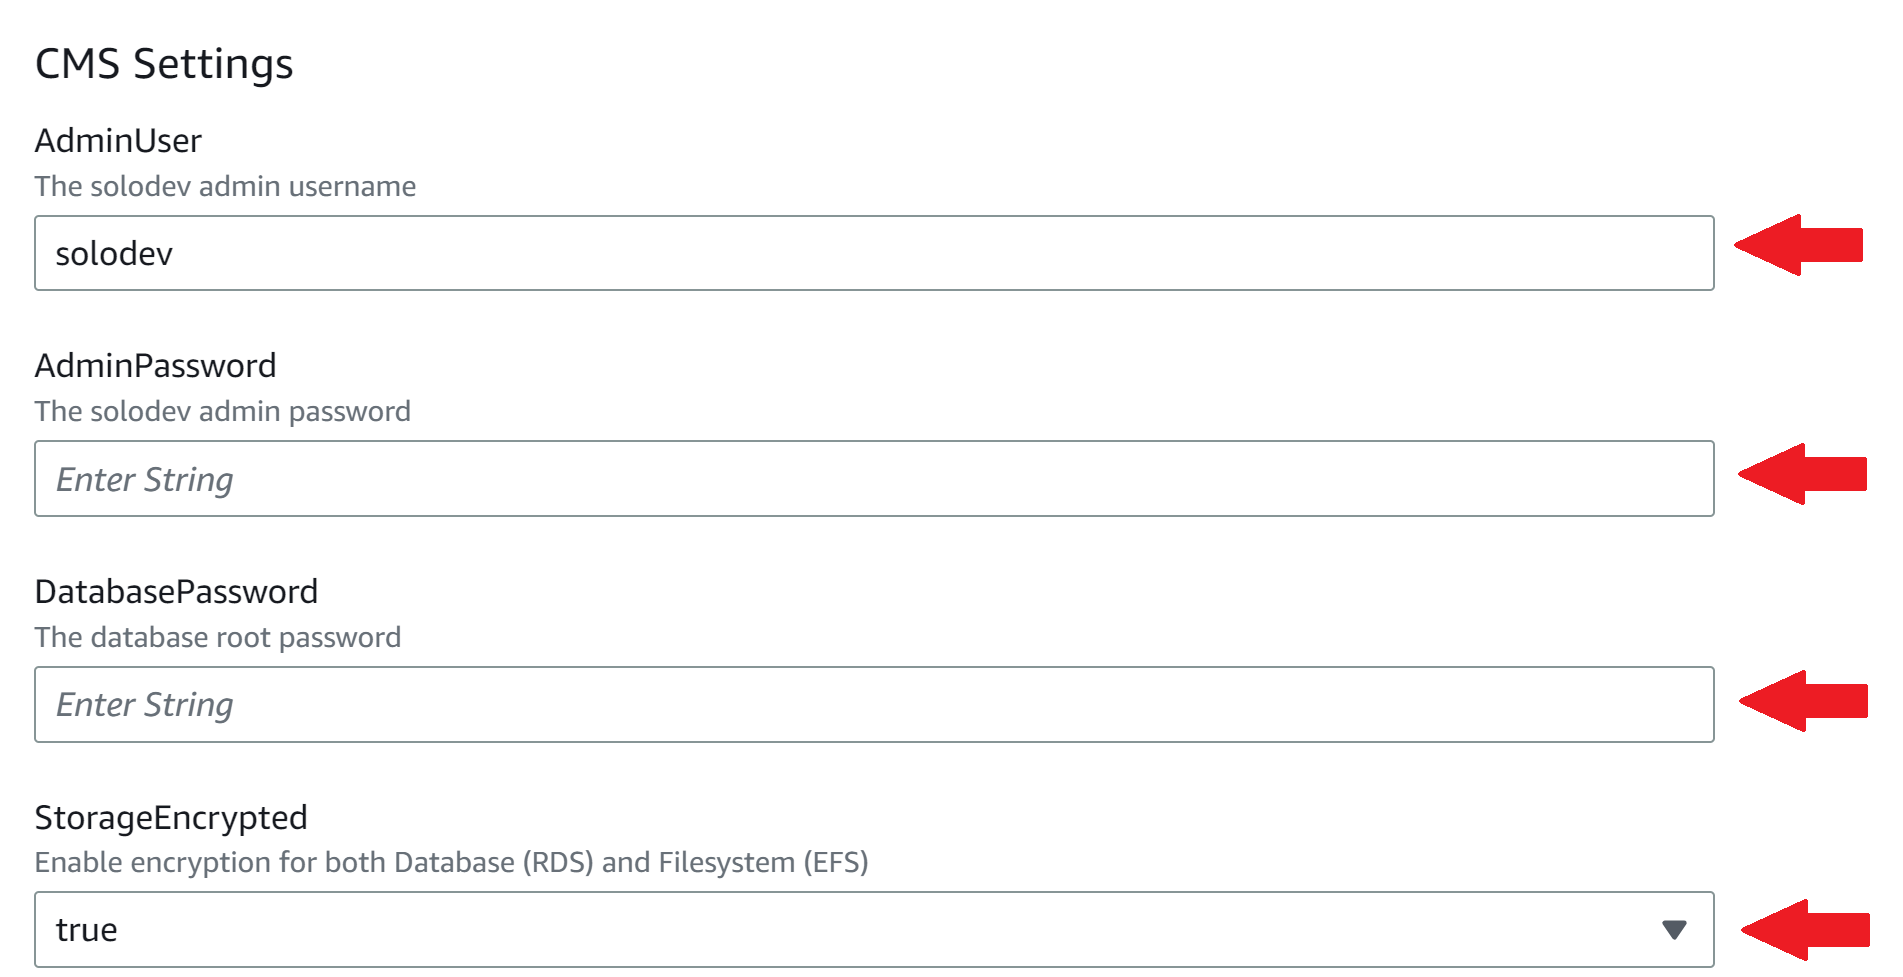 CMS Settings
AdminUser
The solodev admin username
solodev
AdminPassword
The solodev admin password
Enter String
DatabasePassword
The database root password
Enter String
StorageEncrypted
Enable encryption for both Database (RDS) and Filesystem (EFS)
true